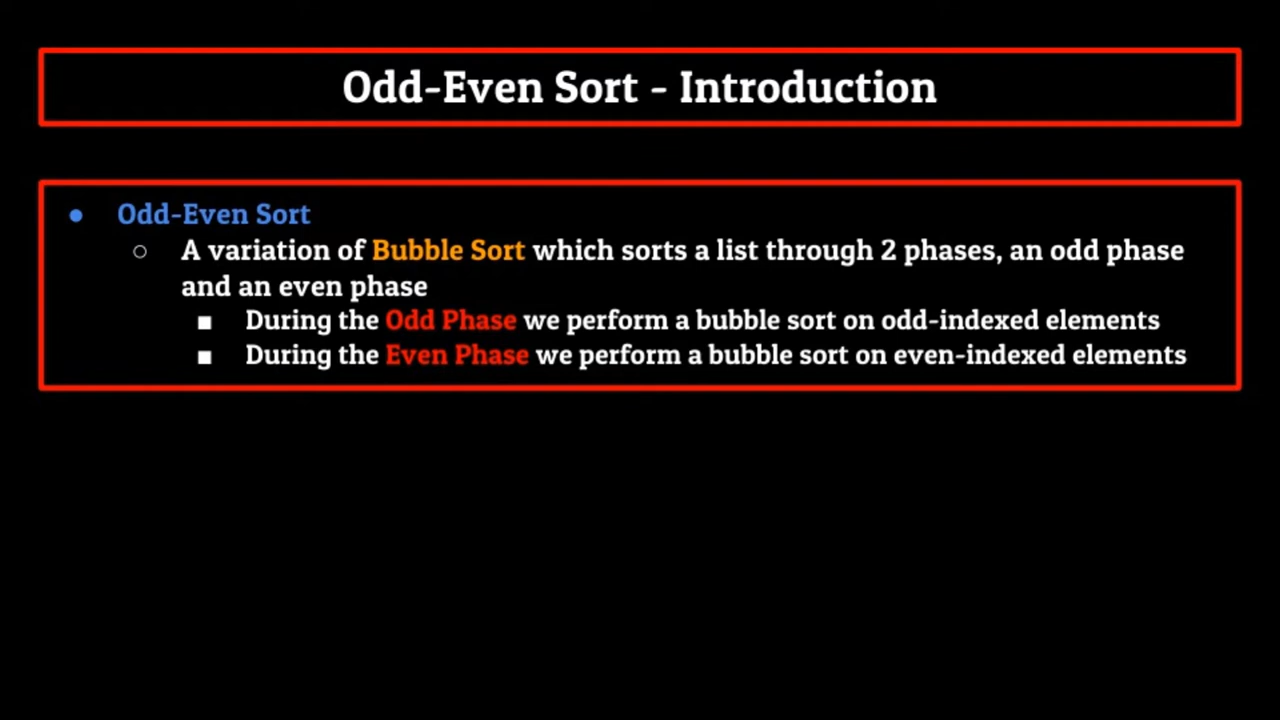 Odd-Even Sort - Introduction
● Odd-Even Sort
○ A variation of Bubble Sort which sorts a list through 2 phases, an odd phase
and an even phase
■ During the Odd Phase we perform a bubble sort on odd-indexed elements
■ During the Even Phase we perform a bubble sort on even-indexed elements